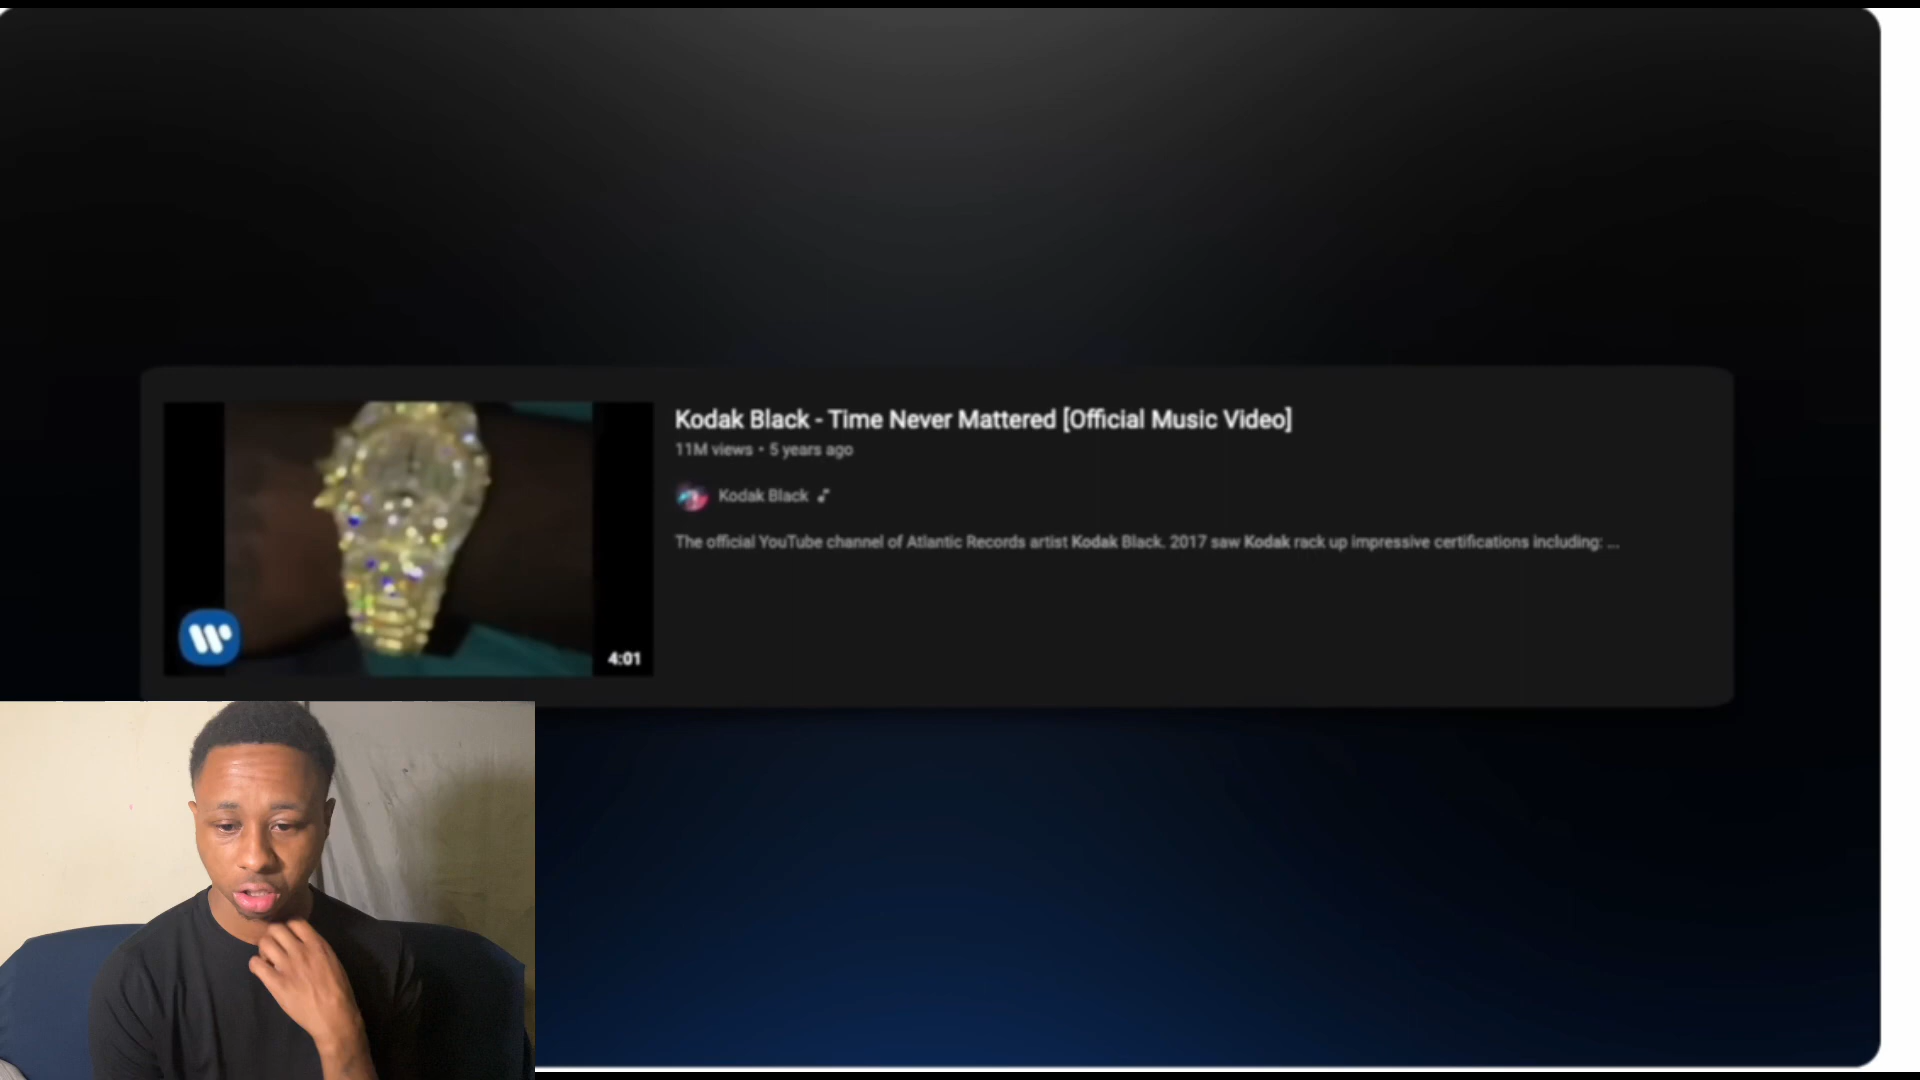 Kodak Black - Time Never Mattered [Official Music Video]
11M views • 5 years ago
Kodak Black
The official YouTube channel of Atlantic Records artist Kodak Black. 2017 saw Kodak rack up impressive certifications including: ...
4:01